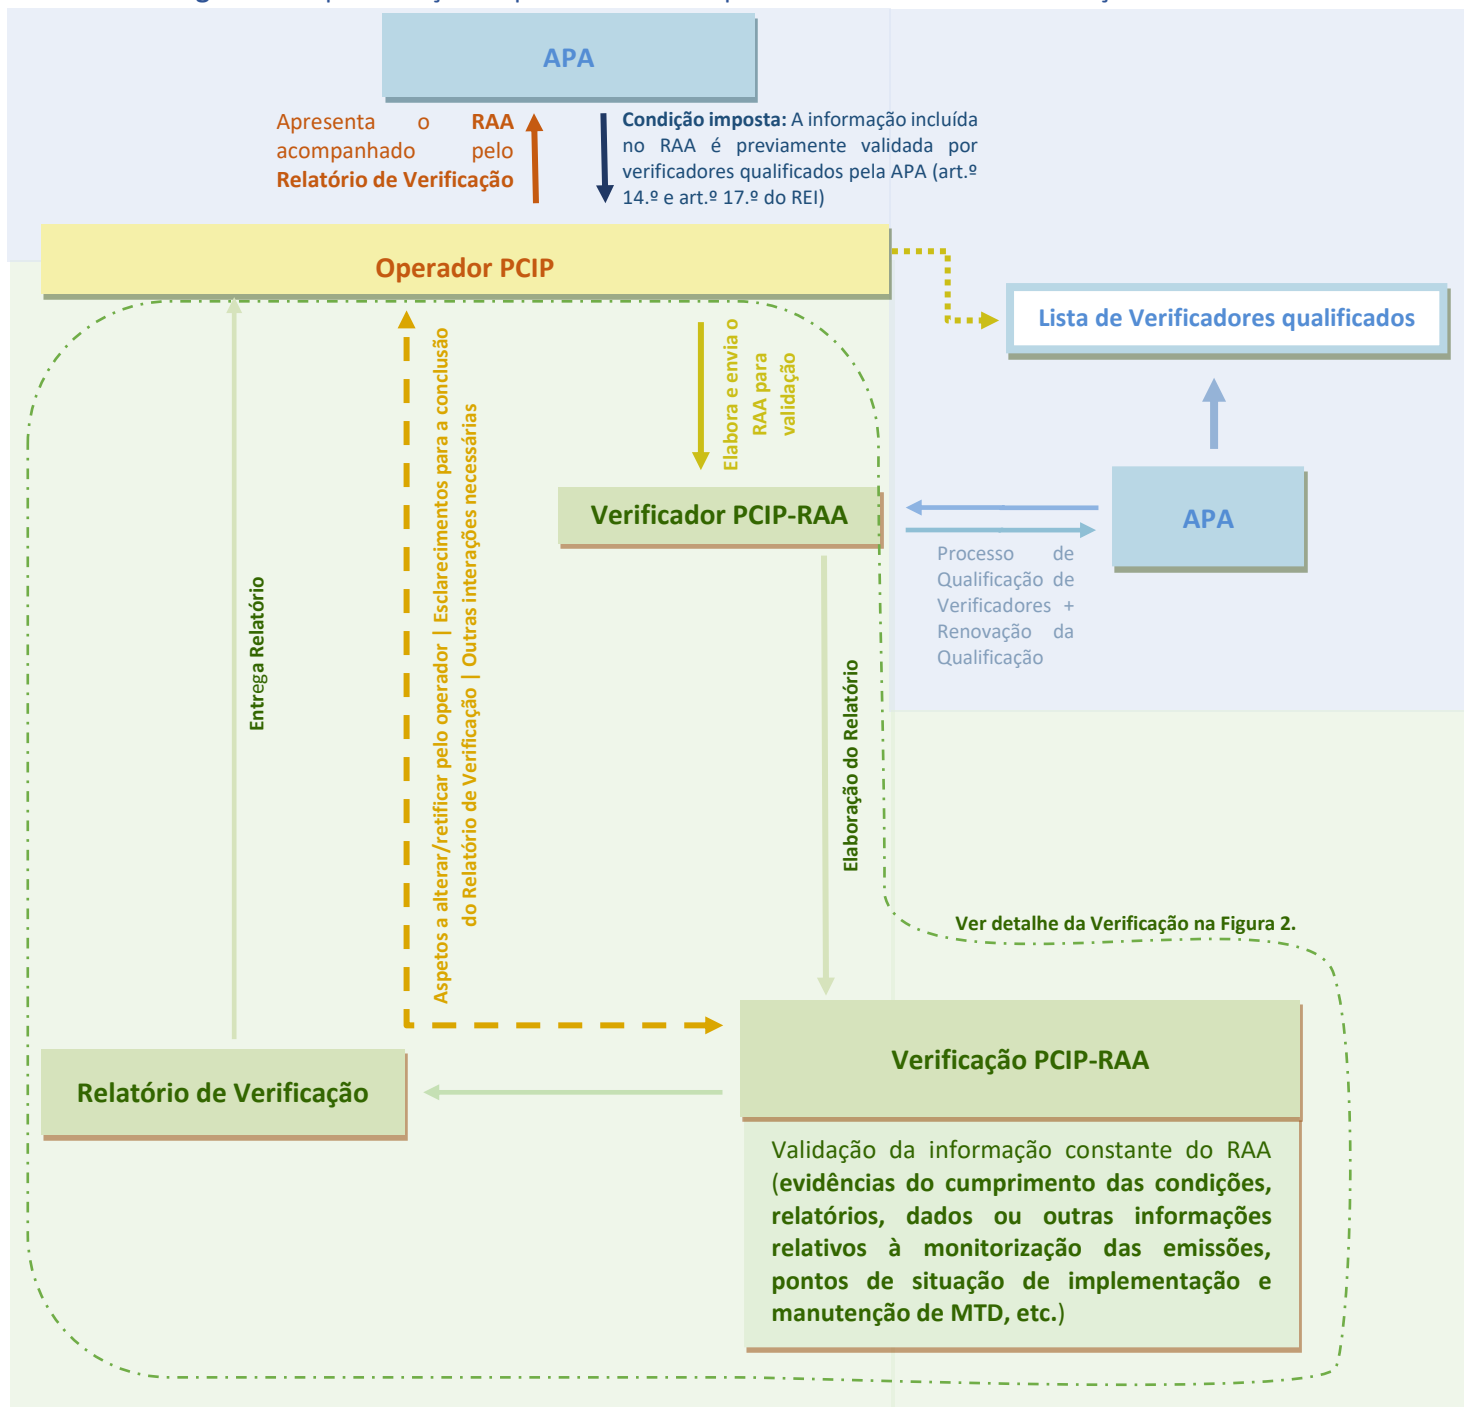 APA
Apresenta o RAA
acompanhado pelo
Relatório de Verificação
Condição imposta: A informação incluída
no RAA é previamente validada por
verificadores qualificados pela APA (art.º
14.º e art.º 17.º do REI)
Operador PCIP
Lista de Verificadores qualificados
Elabora e envia o
RAA para
validação
Aspetos a alterar/retificar pelo operador | Esclarecimentos para a conclusão
do Relatório de Verificação | Outras interações necessárias
Verificador PCIP-RAA
APA
Processo de
Qualificação de
Verificadores +
Renovação da
Qualificação
Entrega Relatório
Elaboração do Relatório
Ver detalhe da Verificação na Figura 2.
Verificação PCIP-RAA
Relatório de Verificação
Validação da informação constante do RAA
(evidências do cumprimento das condições,
relatórios, dados ou outras informações
relativos à monitorização das emissões,
pontos de situação de implementação e
manutenção de MTD, etc.)